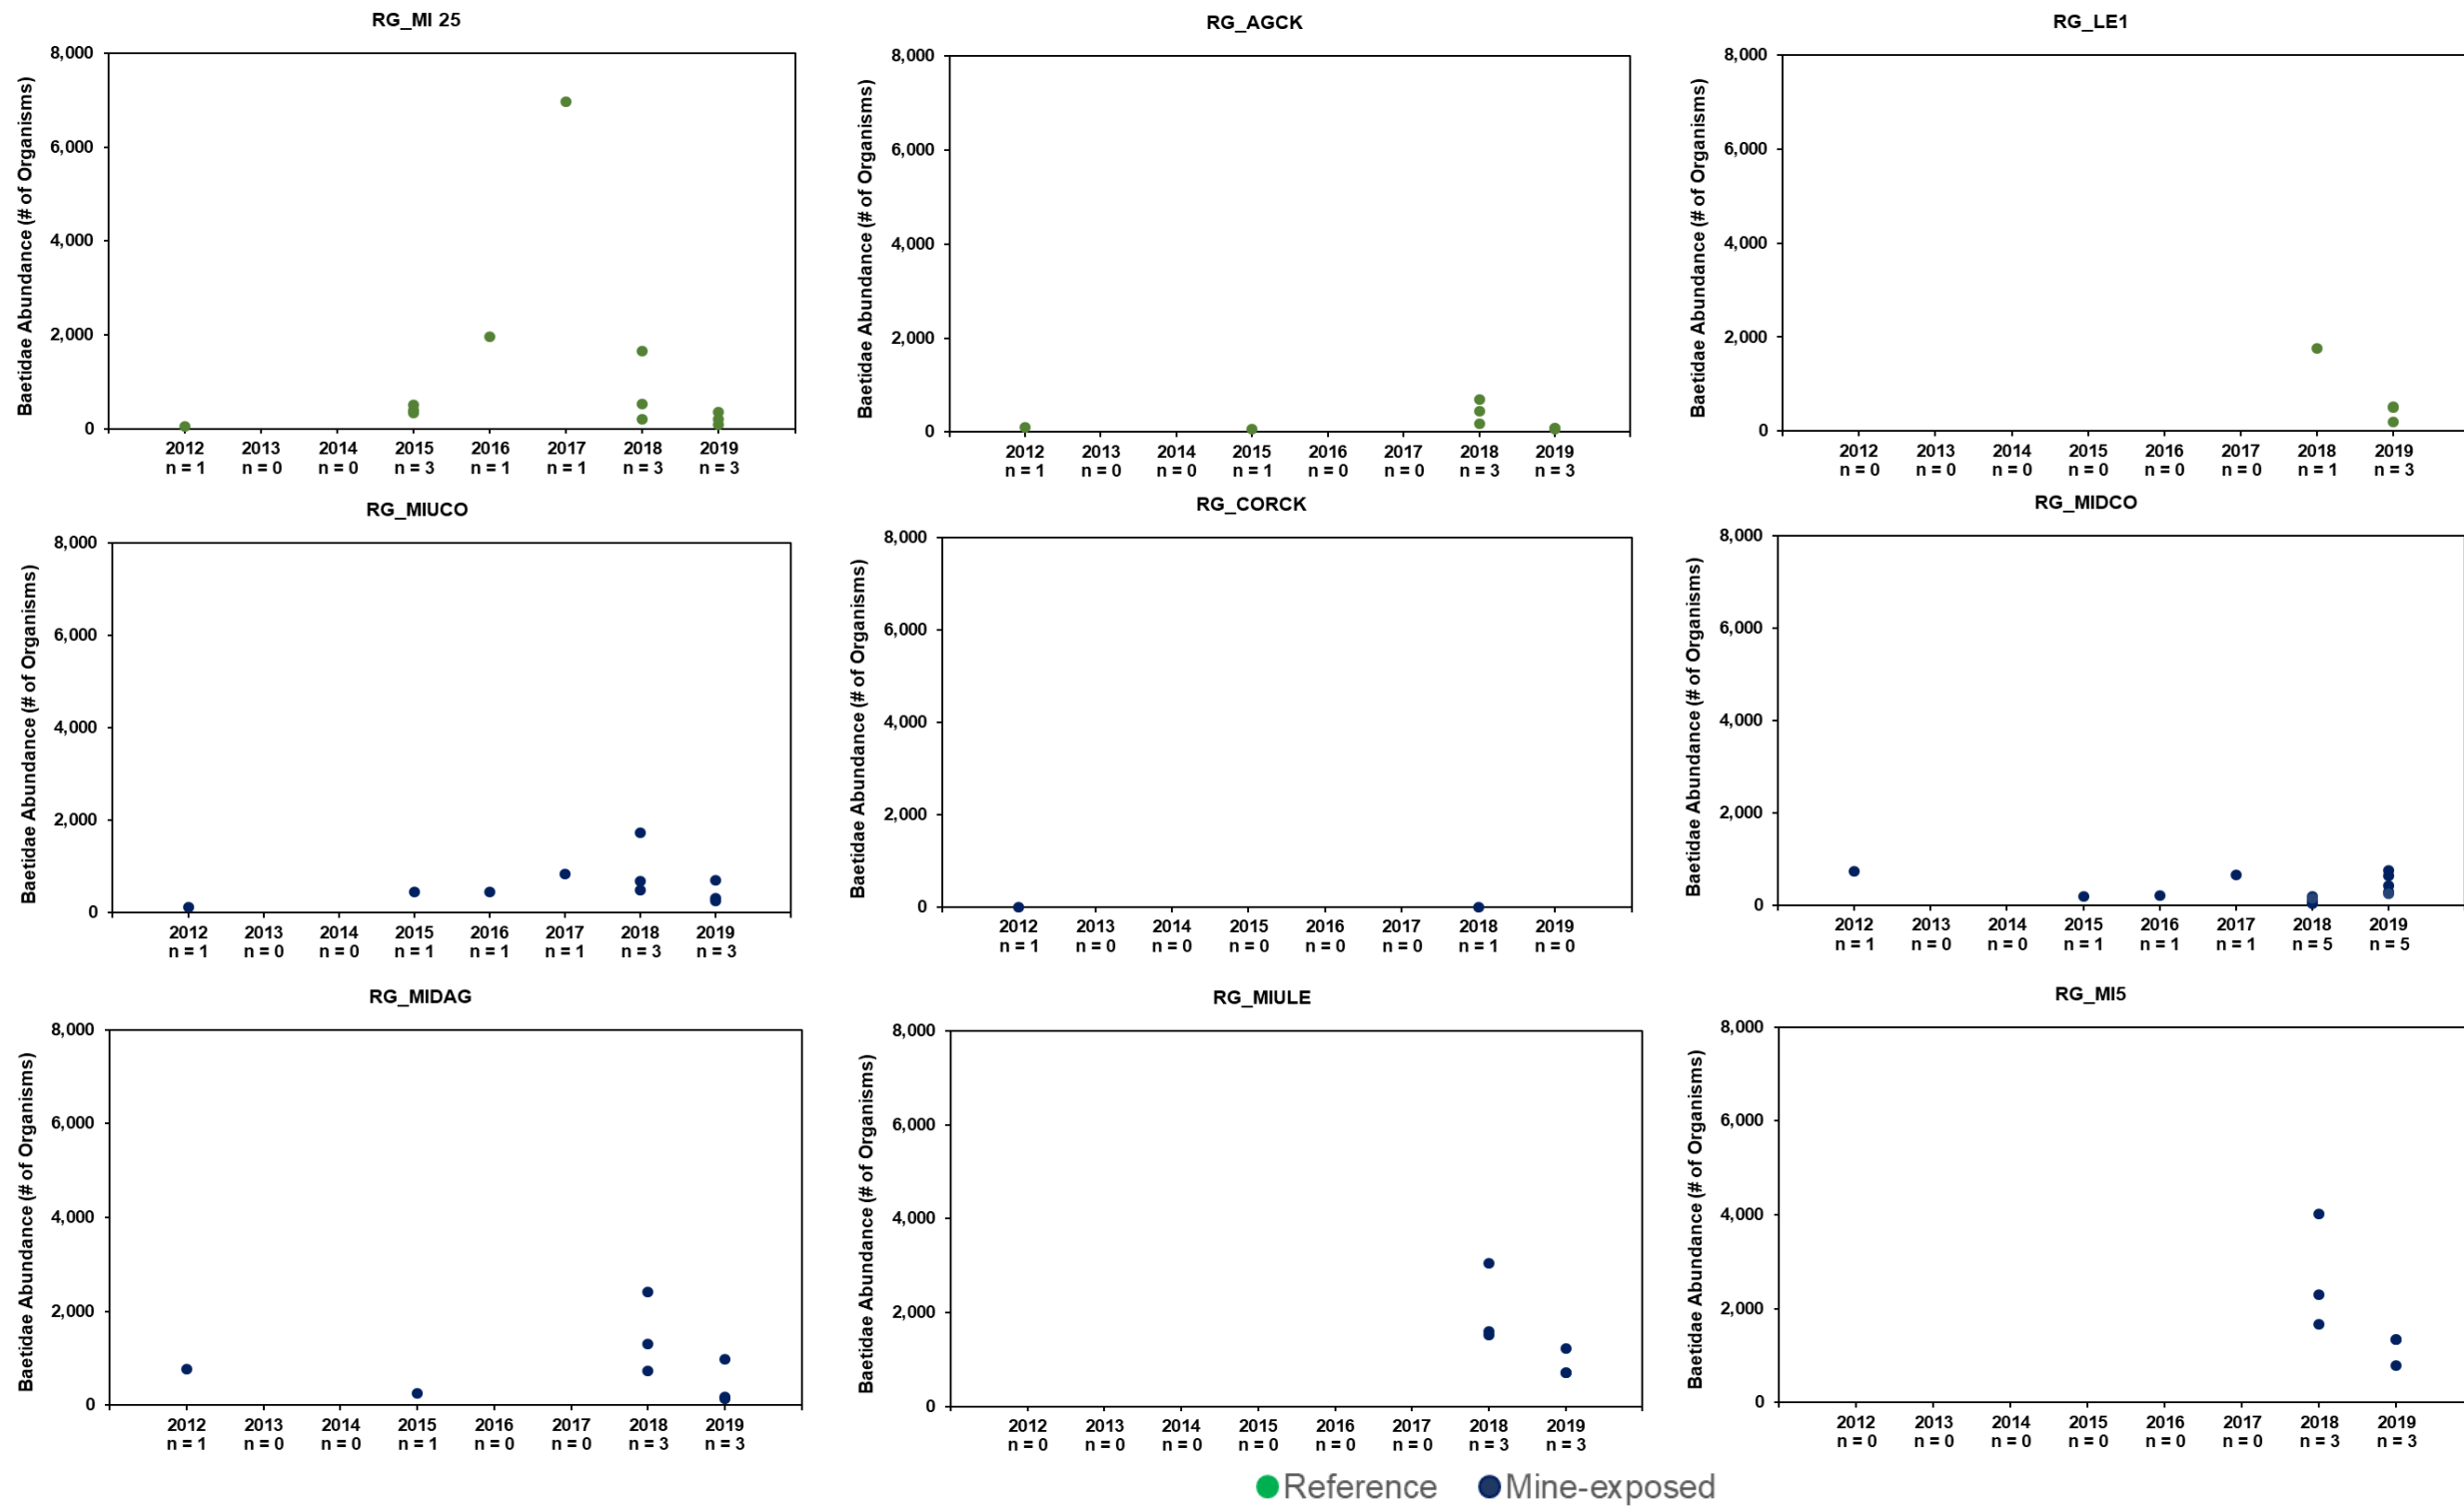 RG_MI 25
Baetidae Abundance (# of Organisms)
8,000
6,000
4,000
2,000
0
2012 2013 2014 2015 2016 2017 2018 2019
n = 1 n = 0 n = 0 n = 3 n = 1 n = 1 n = 3 n = 3
RG_AGCK
Baetidae Abundance (# of Organisms)
8,000
6,000
4,000
2,000
0
2012 2013 2014 2015 2016 2017 2018 2019
n = 1 n = 0 n = 0 n = 1 n = 0 n = 0 n = 3 n = 3
RG_LE1
Baetidae Abundance (# of Organisms)
8,000
6,000
4,000
2,000
0
2012 2013 2014 2015 2016 2017 2018 2019
n = 0 n = 0 n = 0 n = 0 n = 0 n = 0 n = 1 n = 3
RG_MIUCO
Baetidae Abundance (# of Organisms)
8,000
6,000
4,000
2,000
0
2012 2013 2014 2015 2016 2017 2018 2019
n = 1 n = 0 n = 0 n = 1 n = 1 n = 1 n = 3 n = 3
RG_CORCK
Baetidae Abundance (# of Organisms)
8,000
6,000
4,000
2,000
0
2012 2013 2014 2015 2016 2017 2018 2019
n = 1 n = 0 n = 0 n = 0 n = 0 n = 0 n = 1 n = 0
RG_MIDCO
Baetidae Abundance (# of Organisms)
8,000
6,000
4,000
2,000
0
2012 2013 2014 2015 2016 2017 2018 2019
n = 1 n = 0 n = 0 n = 1 n = 1 n = 1 n = 5 n = 5
RG_MIDAG
Baetidae Abundance (# of Organisms)
8,000
6,000
4,000
2,000
0
2012 2013 2014 2015 2016 2017 2018 2019
n = 1 n = 0 n = 0 n = 1 n = 0 n = 0 n = 3 n = 3
RG_MIULE
Baetidae Abundance (# of Organisms)
8,000
6,000
4,000
2,000
0
2012 2013 2014 2015 2016 2017 2018 2019
n = 0 n = 0 n = 0 n = 0 n = 0 n = 0 n = 3 n = 3
RG_MI5
Baetidae Abundance (# of Organisms)
8,000
6,000
4,000
2,000
0
2012 2013 2014 2015 2016 2017 2018 2019
n = 0 n = 0 n = 0 n = 0 n = 0 n = 0 n = 3 n = 3
Reference Mine-exposed